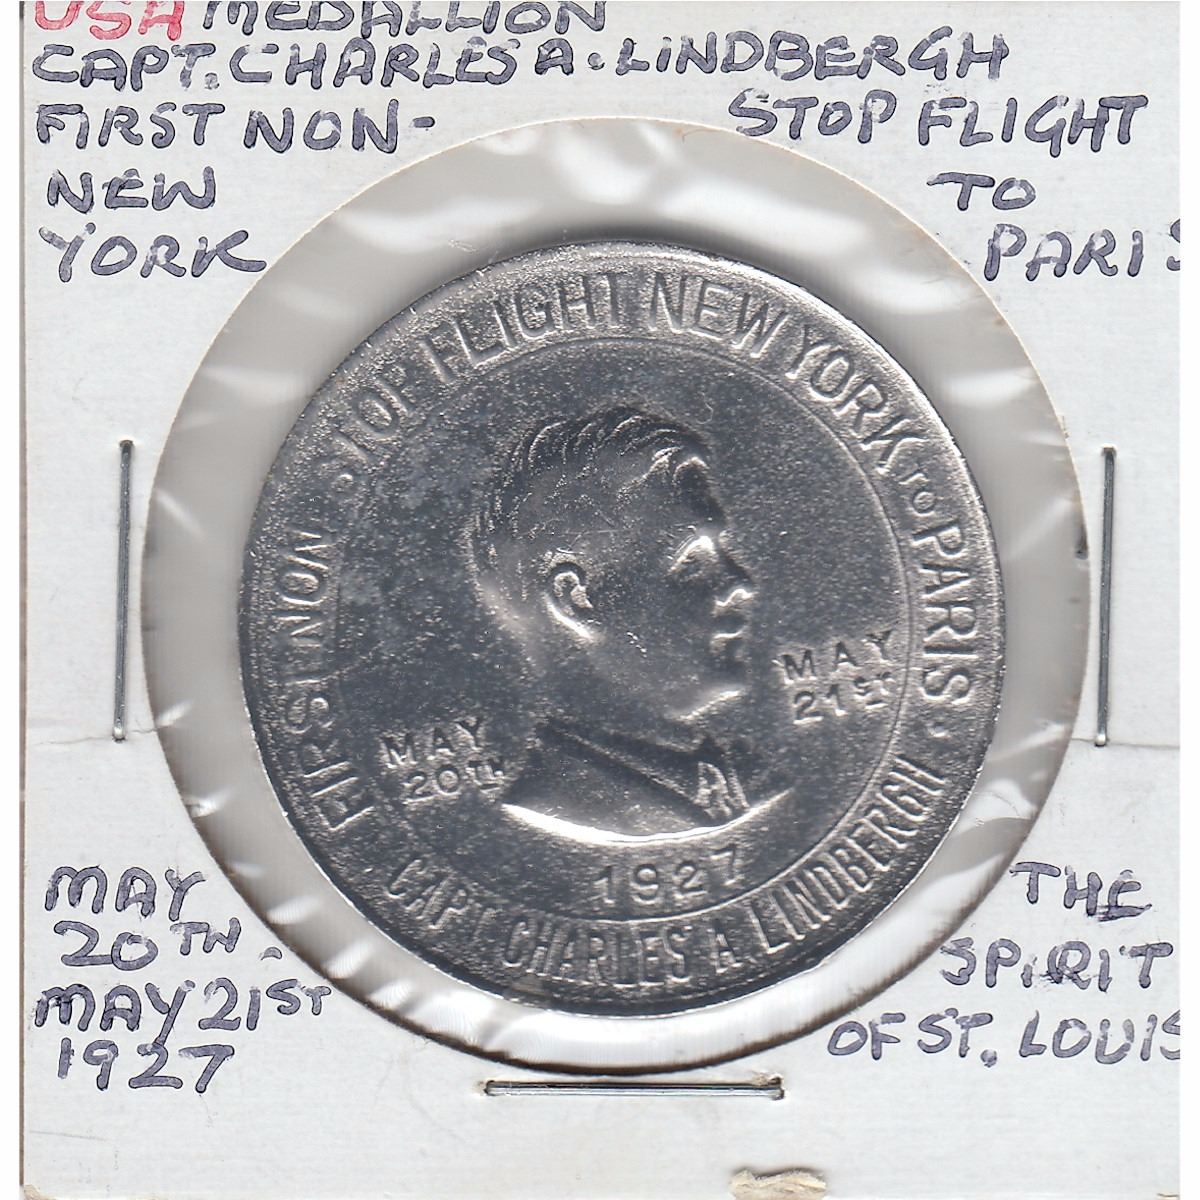 USA MEDALLION
CAPT. CHARLES A. LINDBERGH
FIRST NON- STOP FLIGHT
NEW TO
YORK PARIS
FIRST NON STOP FLIGHT NEW YORK TO PARIS
MAY
21ST
MAY
20TH
1927
CAPT. CHARLES A. LINDBERGH
MAY THE
20TH - SPIRIT
MAY 21ST OF ST. LOUIS
1927